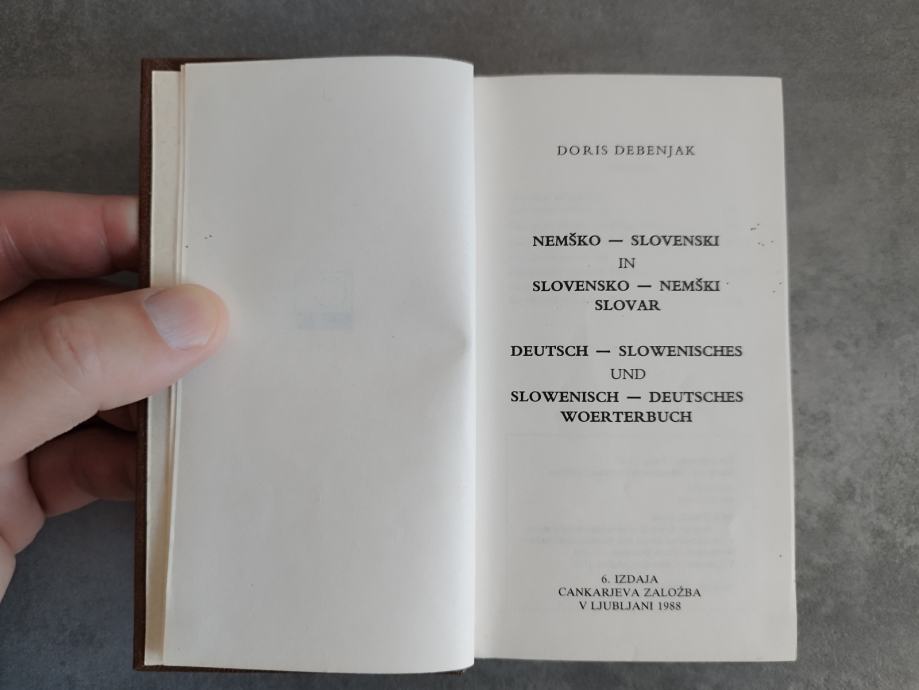 DORIS DEBENJAK
NEMŠKO — SLOVENSKI
IN
SLOVENSKO — NEMŠKI
SLOVAR
DEUTSCH — SLOWENISCHES
UND
SLOWENISCH — DEUTSCHES
WOERTERBUCH
6. IZDAJA
CANKARJEVA ZALOŽBA
V LJUBLJANI 1988